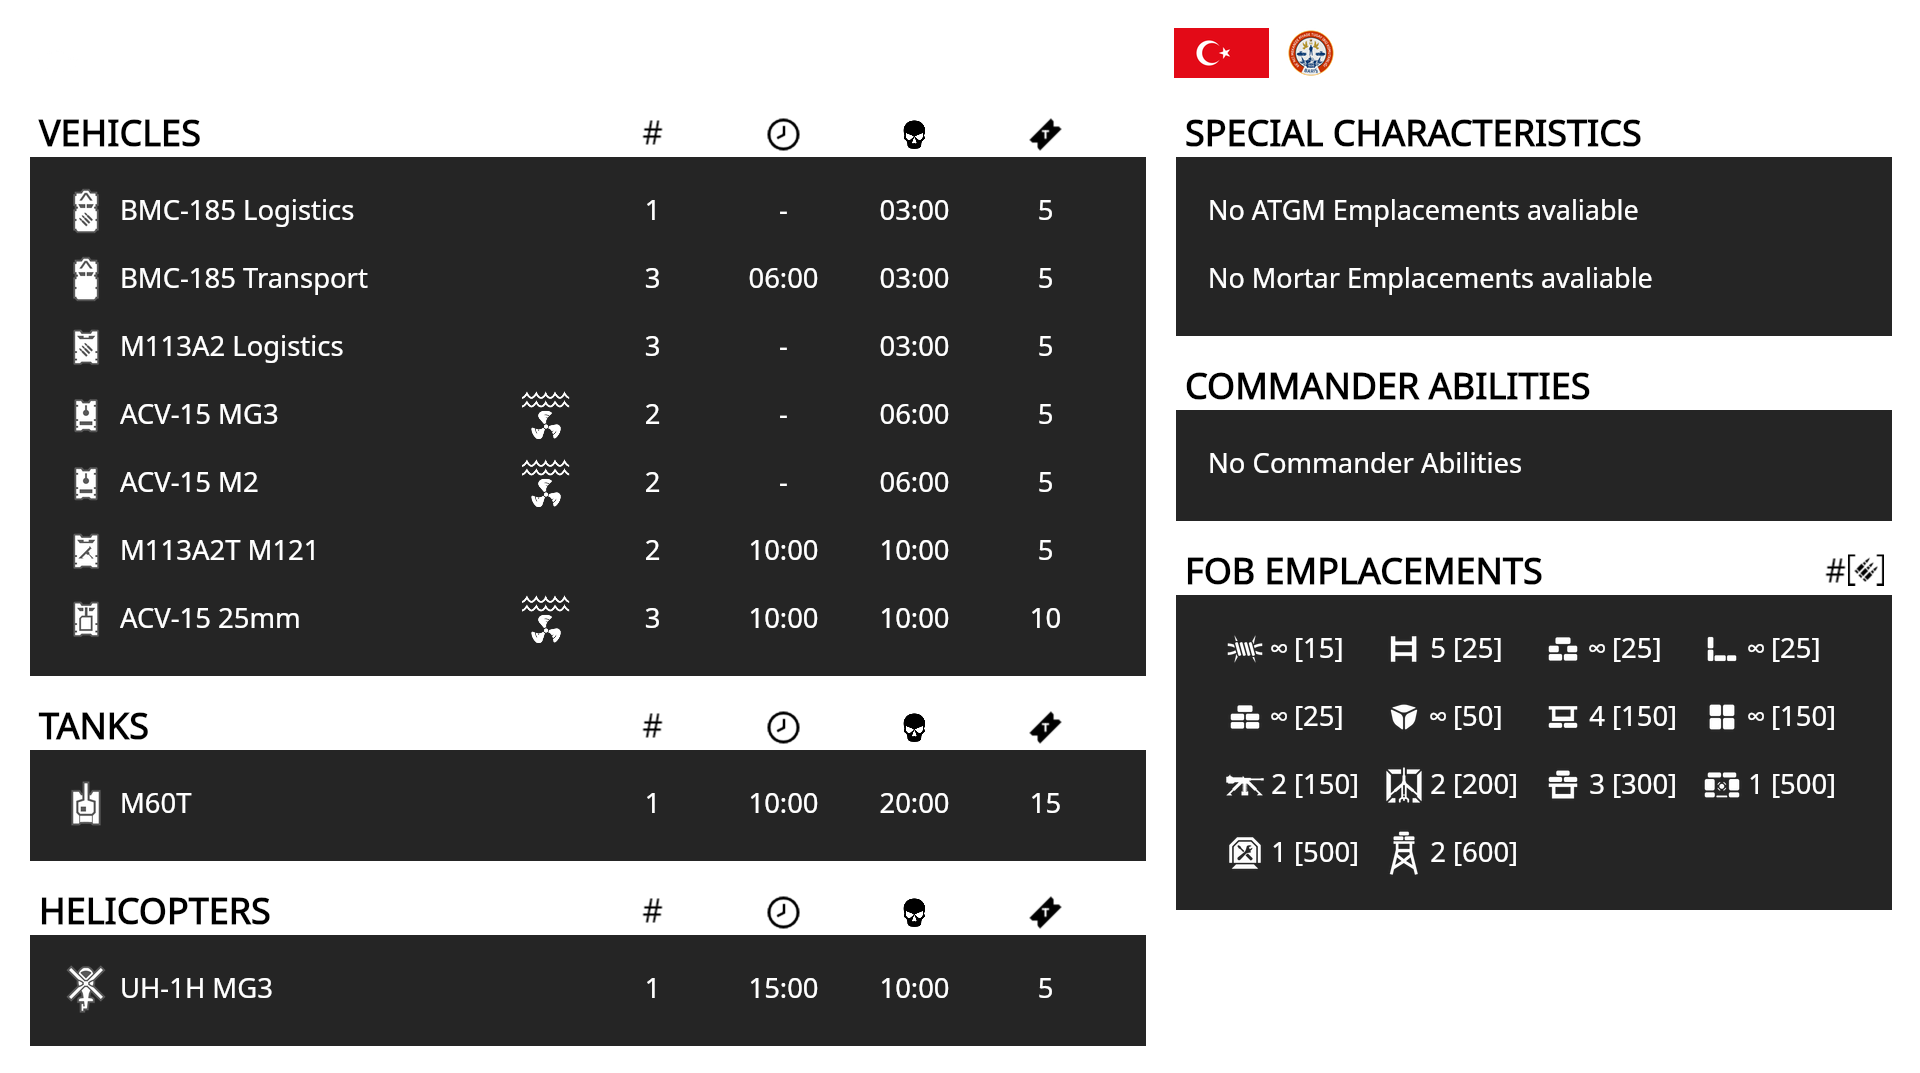 VEHICLES #
BMC-185 Logistics 1 - 03:00 5
BMC-185 Transport 3 06:00 03:00 5
M113A2 Logistics 3 - 03:00 5
ACV-15 MG3 2 - 06:00 5
ACV-15 M2 2 - 06:00 5
M113A2T M121 2 10:00 10:00 5
ACV-15 25mm 3 10:00 10:00 10
TANKS #
M60T 1 10:00 20:00 15
HELICOPTERS #
UH-1H MG3 1 15:00 10:00 5
SPECIAL CHARACTERISTICS
No ATGM Emplacements avaliable
No Mortar Emplacements avaliable
COMMANDER ABILITIES
No Commander Abilities
FOB EMPLACEMENTS #[]
∞ [15] 5 [25] ∞ [25] ∞ [25]
∞ [25] ∞ [50] 4 [150] ∞ [150]
2 [150] 2 [200] 3 [300] 1 [500]
1 [500] 2 [600]